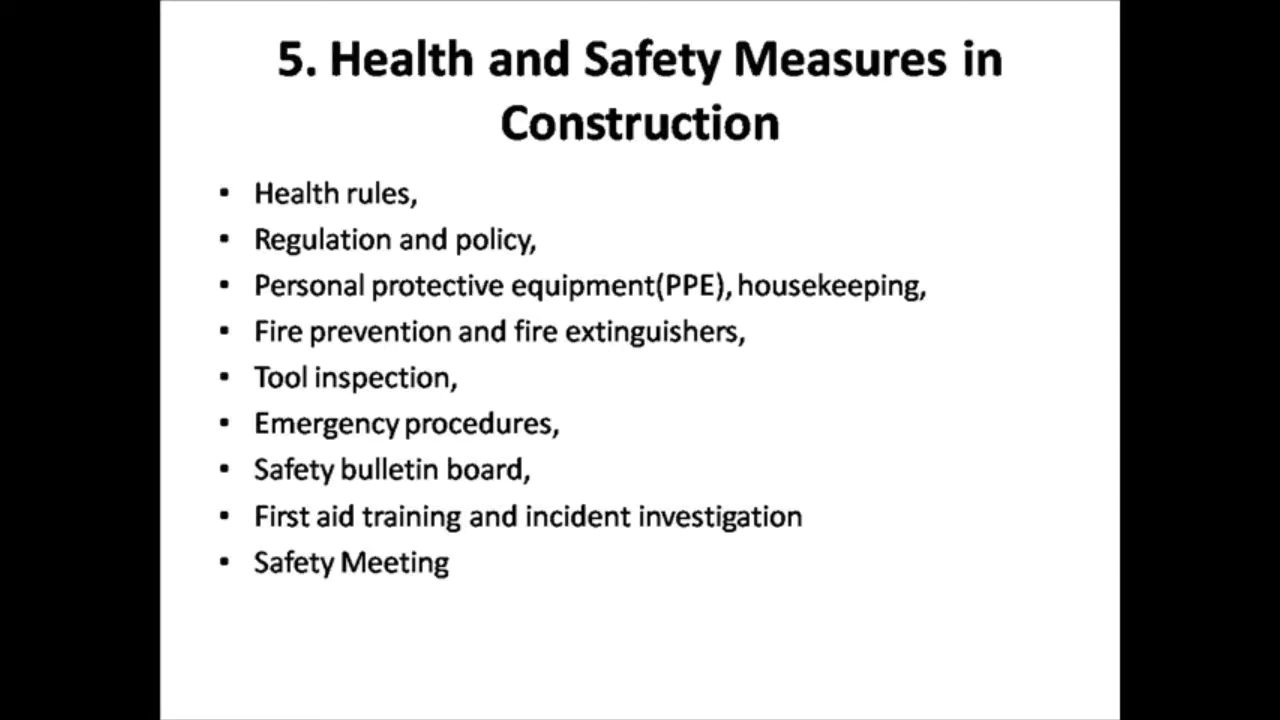 5. Health and Safety Measures in
Construction
• Health rules,
• Regulation and policy,
• Personal protective equipment(PPE), housekeeping,
• Fire prevention and fire extinguishers,
• Tool inspection,
• Emergency procedures,
• Safety bulletin board,
• First aid training and incident investigation
• Safety Meeting